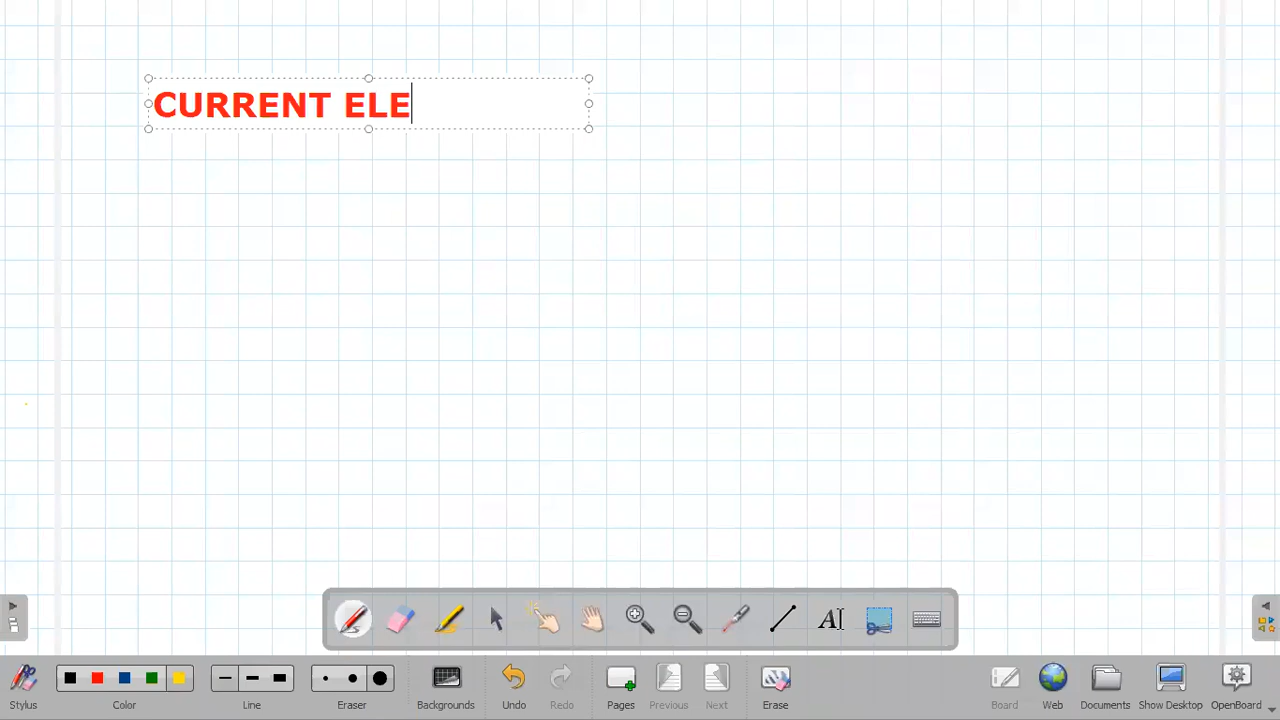 CURRENT ELE
Stylus
Color
Line
Eraser
Backgrounds
Undo
Redo
Pages
Previous
Next
Erase
Board
Web
Documents
Show Desktop
OpenBoard